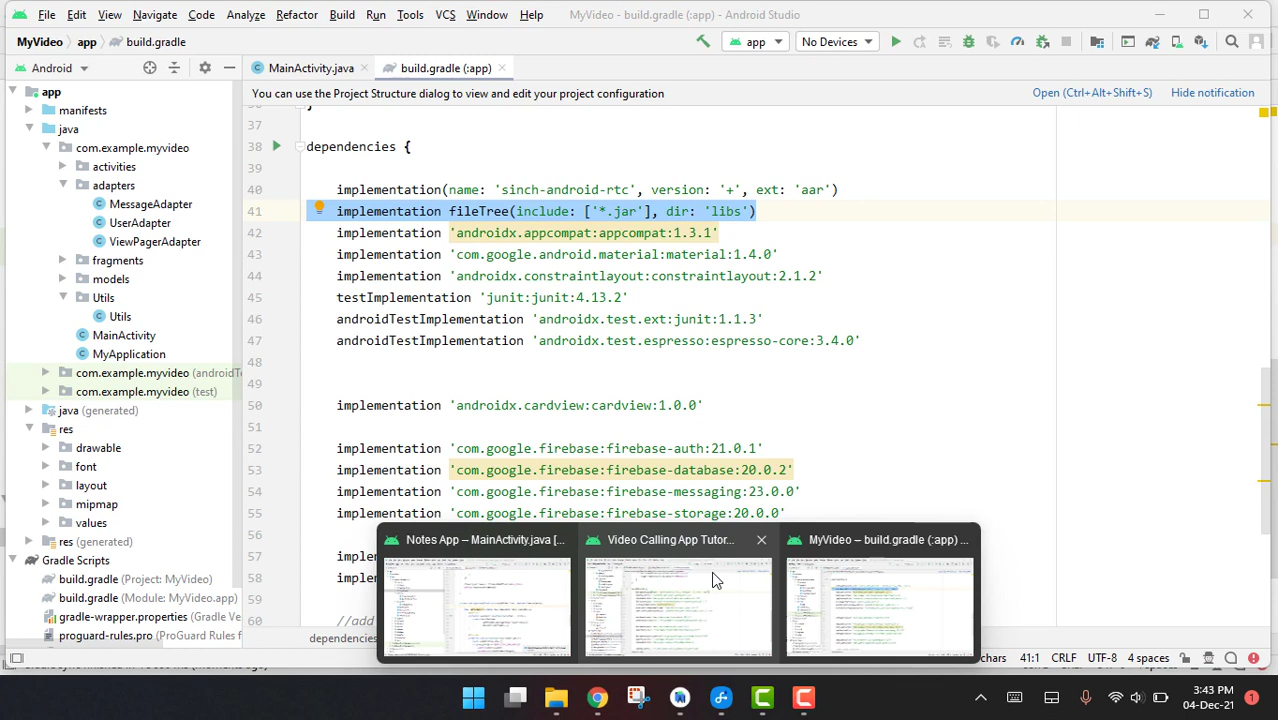 File Edit View Navigate Code Analyze Refactor Build Run Tools VCS Window Help MyVideo - build.gradle (:app) - Android Studio
MyVideo app build.gradle app No Devices
Android MainActivity.java build.gradle (:app)
app
You can use the Project Structure dialog to view and edit your project configuration Open (Ctrl+Alt+Shift+S) Hide notification
manifests
java
com.example.myvideo
activities
adapters
MessageAdapter
UserAdapter
ViewPagerAdapter
fragments
models
Utils
Utils
MainActivity
MyApplication
com.example.myvideo (androidTe
com.example.myvideo (test)
java (generated)
res
drawable
font
layout
mipmap
values
res (generated)
Gradle Scripts
build.gradle (Project: MyVideo)
build.gradle (Module: MyVideo.app)
gradle-wrapper.properties (Gradle Ve
proguard-rules.pro (ProGuard Rules f
37
38 dependencies {
39
40 implementation(name: 'sinch-android-rtc', version: '+', ext: 'aar')
41 implementation fileTree(include: ['*.jar'], dir: 'libs')
42 implementation 'androidx.appcompat:appcompat:1.3.1'
43 implementation 'com.google.android.material:material:1.4.0'
44 implementation 'androidx.constraintlayout:constraintlayout:2.1.2'
45 testImplementation 'junit:junit:4.13.2'
46 androidTestImplementation 'androidx.test.ext:junit:1.1.3'
47 androidTestImplementation 'androidx.test.espresso:espresso-core:3.4.0'
48
49
50 implementation 'androidx.cardview:cardview:1.0.0'
51
52 implementation 'com.google.firebase:firebase-auth:21.0.1'
53 implementation 'com.google.firebase:firebase-database:20.0.2'
54 implementation 'com.google.firebase:firebase-messaging:23.0.0'
55 implementation 'com.google.firebase:firebase-storage:20.0.0'
56
57
58
59
60
Notes App – MainActivity.java [... Video Calling App Tutor... MyVideo – build.gradle (:app) ...
chars 41:1 CRLF UTF-8 4 spaces
3:43 PM
04-Dec-21
1